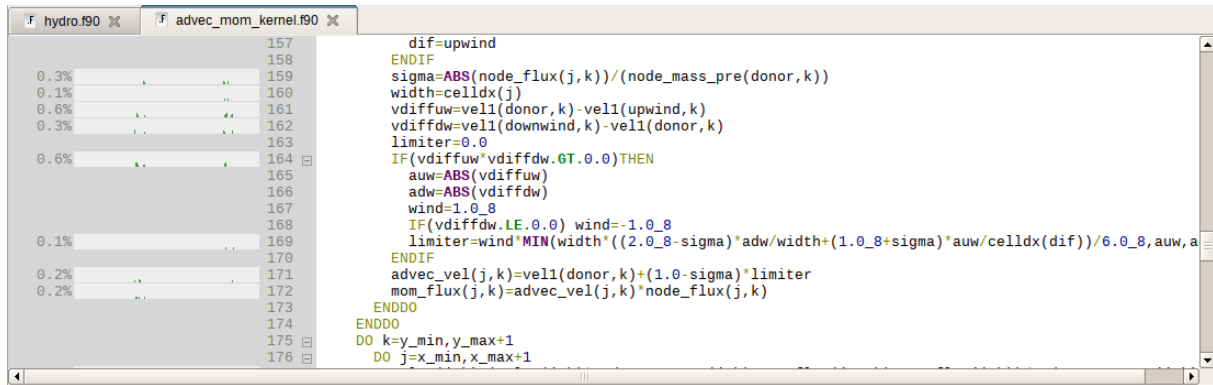 hydro.f90 advec_mom_kernel.f90
157 dif=upwind
158 ENDIF
0.3% 159 sigma=ABS(node_flux(j,k))/(node_mass_pre(donor,k))
0.1% 160 width=celldx(j)
0.6% 161 vdiffuw=vel1(donor,k)-vel1(upwind,k)
0.3% 162 vdiffdw=vel1(downwind,k)-vel1(donor,k)
163 limiter=0.0
0.6% 164 IF(vdiffuw*vdiffdw.GT.0.0)THEN
165 auw=ABS(vdiffuw)
166 adw=ABS(vdiffdw)
167 wind=1.0_8
168 IF(vdiffdw.LE.0.0) wind=-1.0_8
0.1% 169 limiter=wind*MIN(width*((2.0_8-sigma)*adw/width+(1.0_8+sigma)*auw/celldx(dif))/6.0_8,auw,a
170 ENDIF
0.2% 171 advec_vel(j,k)=vel1(donor,k)+(1.0-sigma)*limiter
0.2% 172 mom_flux(j,k)=advec_vel(j,k)*node_flux(j,k)
173 ENDDO
174 ENDDO
175 DO k=y_min,y_max+1
176 DO j=x_min,x_max+1